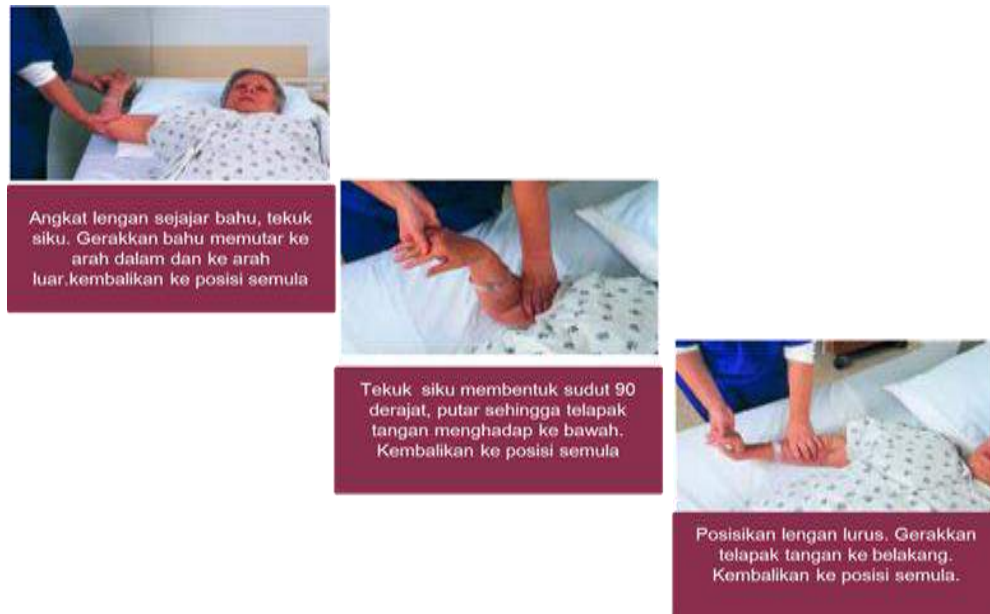 Angkat lengan sejajar bahu, tekuk
siku. Gerakkan bahu memutar ke
arah dalam dan ke arah
luar.kembalikan ke posisi semula
Tekuk siku membentuk sudut 90
derajat, putar sehingga telapak
tangan menghadap ke bawah.
Kembalikan ke posisi semula
Posisikan lengan lurus. Gerakkan
telapak tangan ke belakang.
Kembalikan ke posisi semula.